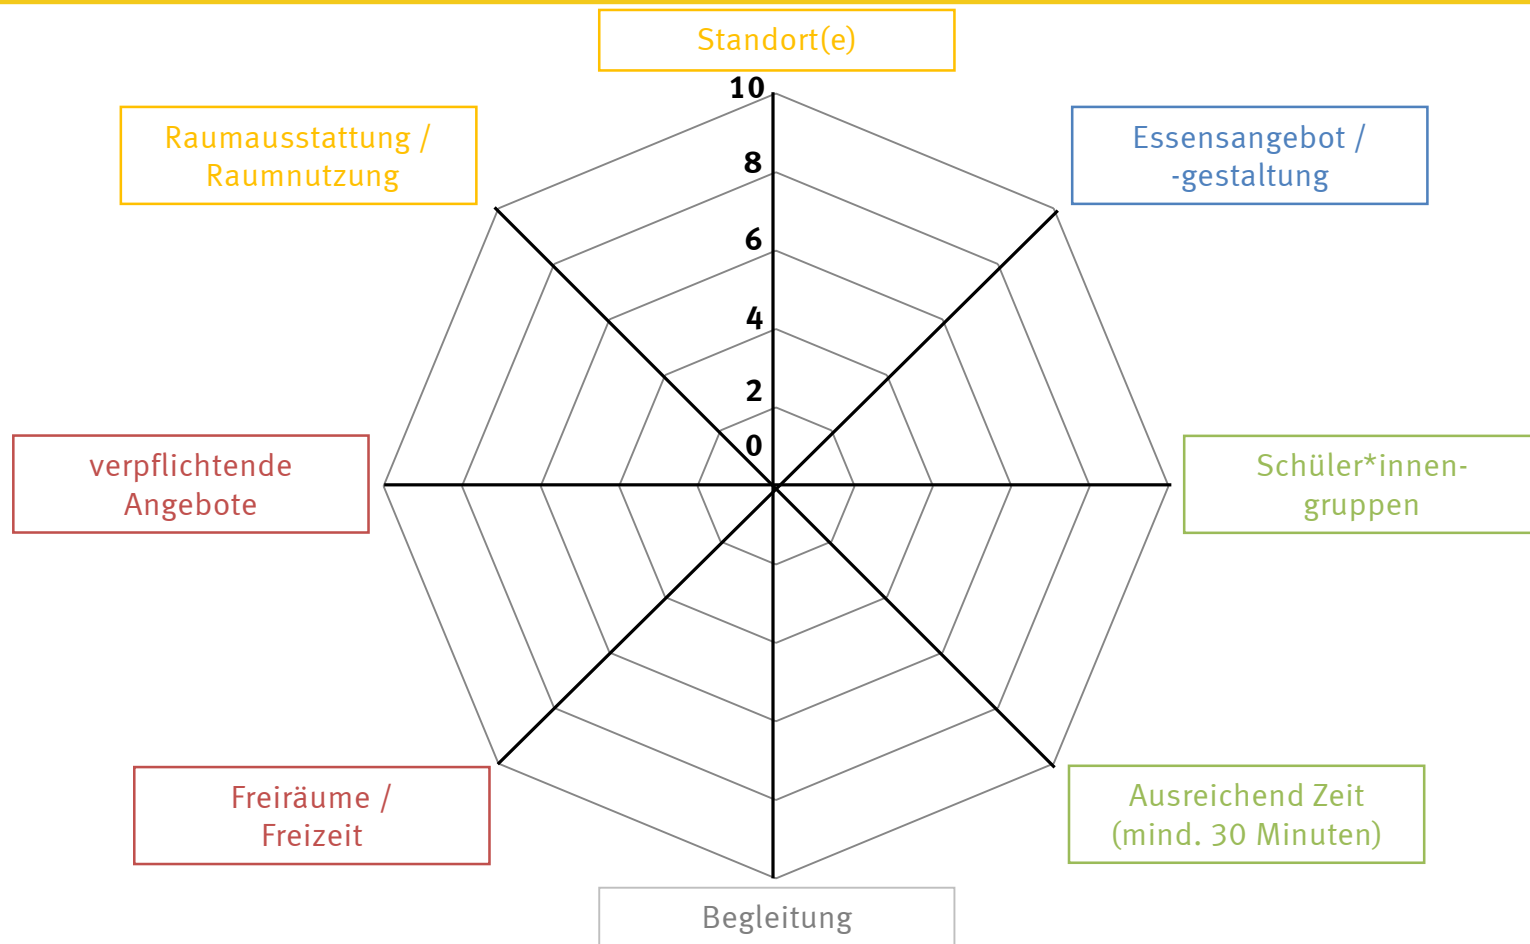 Standort(e)
10
8
6
4
2
0
Essensangebot /
-gestaltung
Schüler*innen-
gruppen
Ausreichend Zeit
(mind. 30 Minuten)
Begleitung
Freiräume /
Freizeit
verpflichtende
Angebote
Raumausstattung /
Raumnutzung